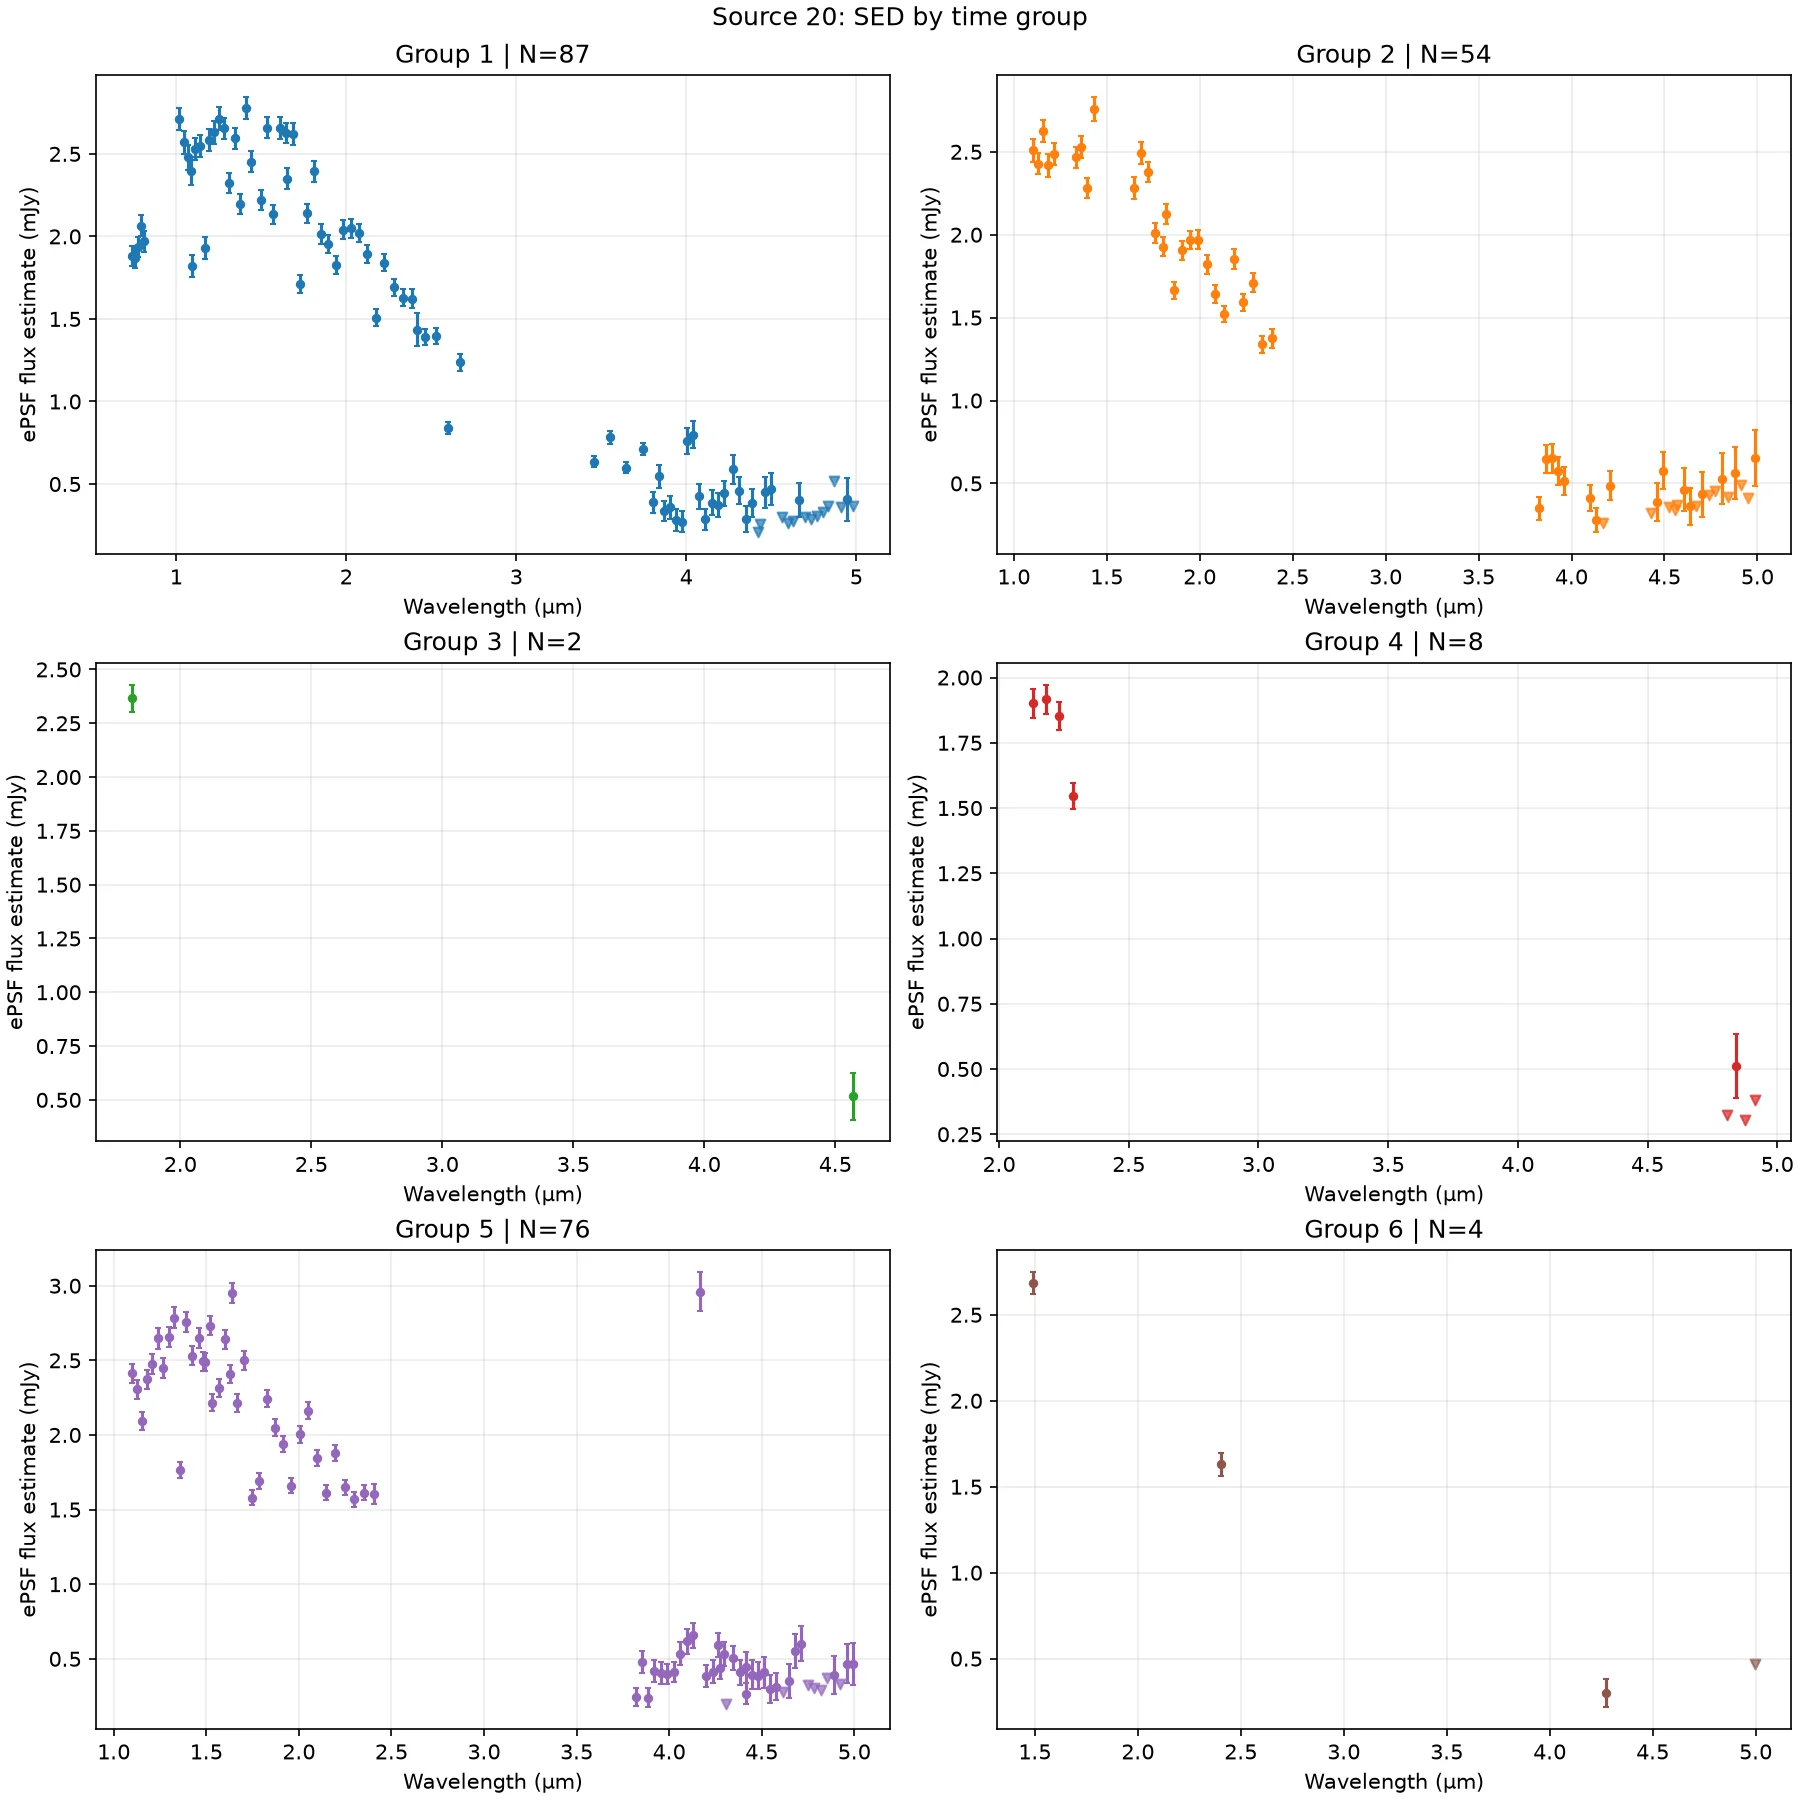 Source 20: SED by time group
Group 1 | N=87
ePSF flux estimate (mJy)
2.5
2.0
1.5
1.0
0.5
1 2 3 4 5
Wavelength (μm)
Group 2 | N=54
ePSF flux estimate (mJy)
2.5
2.0
1.5
1.0
0.5
1.0 1.5 2.0 2.5 3.0 3.5 4.0 4.5 5.0
Wavelength (μm)
Group 3 | N=2
ePSF flux estimate (mJy)
2.50
2.25
2.00
1.75
1.50
1.25
1.00
0.75
0.50
2.0 2.5 3.0 3.5 4.0 4.5
Wavelength (μm)
Group 4 | N=8
ePSF flux estimate (mJy)
2.00
1.75
1.50
1.25
1.00
0.75
0.50
0.25
2.0 2.5 3.0 3.5 4.0 4.5 5.0
Wavelength (μm)
Group 5 | N=76
ePSF flux estimate (mJy)
3.0
2.5
2.0
1.5
1.0
0.5
1.0 1.5 2.0 2.5 3.0 3.5 4.0 4.5 5.0
Wavelength (μm)
Group 6 | N=4
ePSF flux estimate (mJy)
2.5
2.0
1.5
1.0
0.5
1.5 2.0 2.5 3.0 3.5 4.0 4.5 5.0
Wavelength (μm)